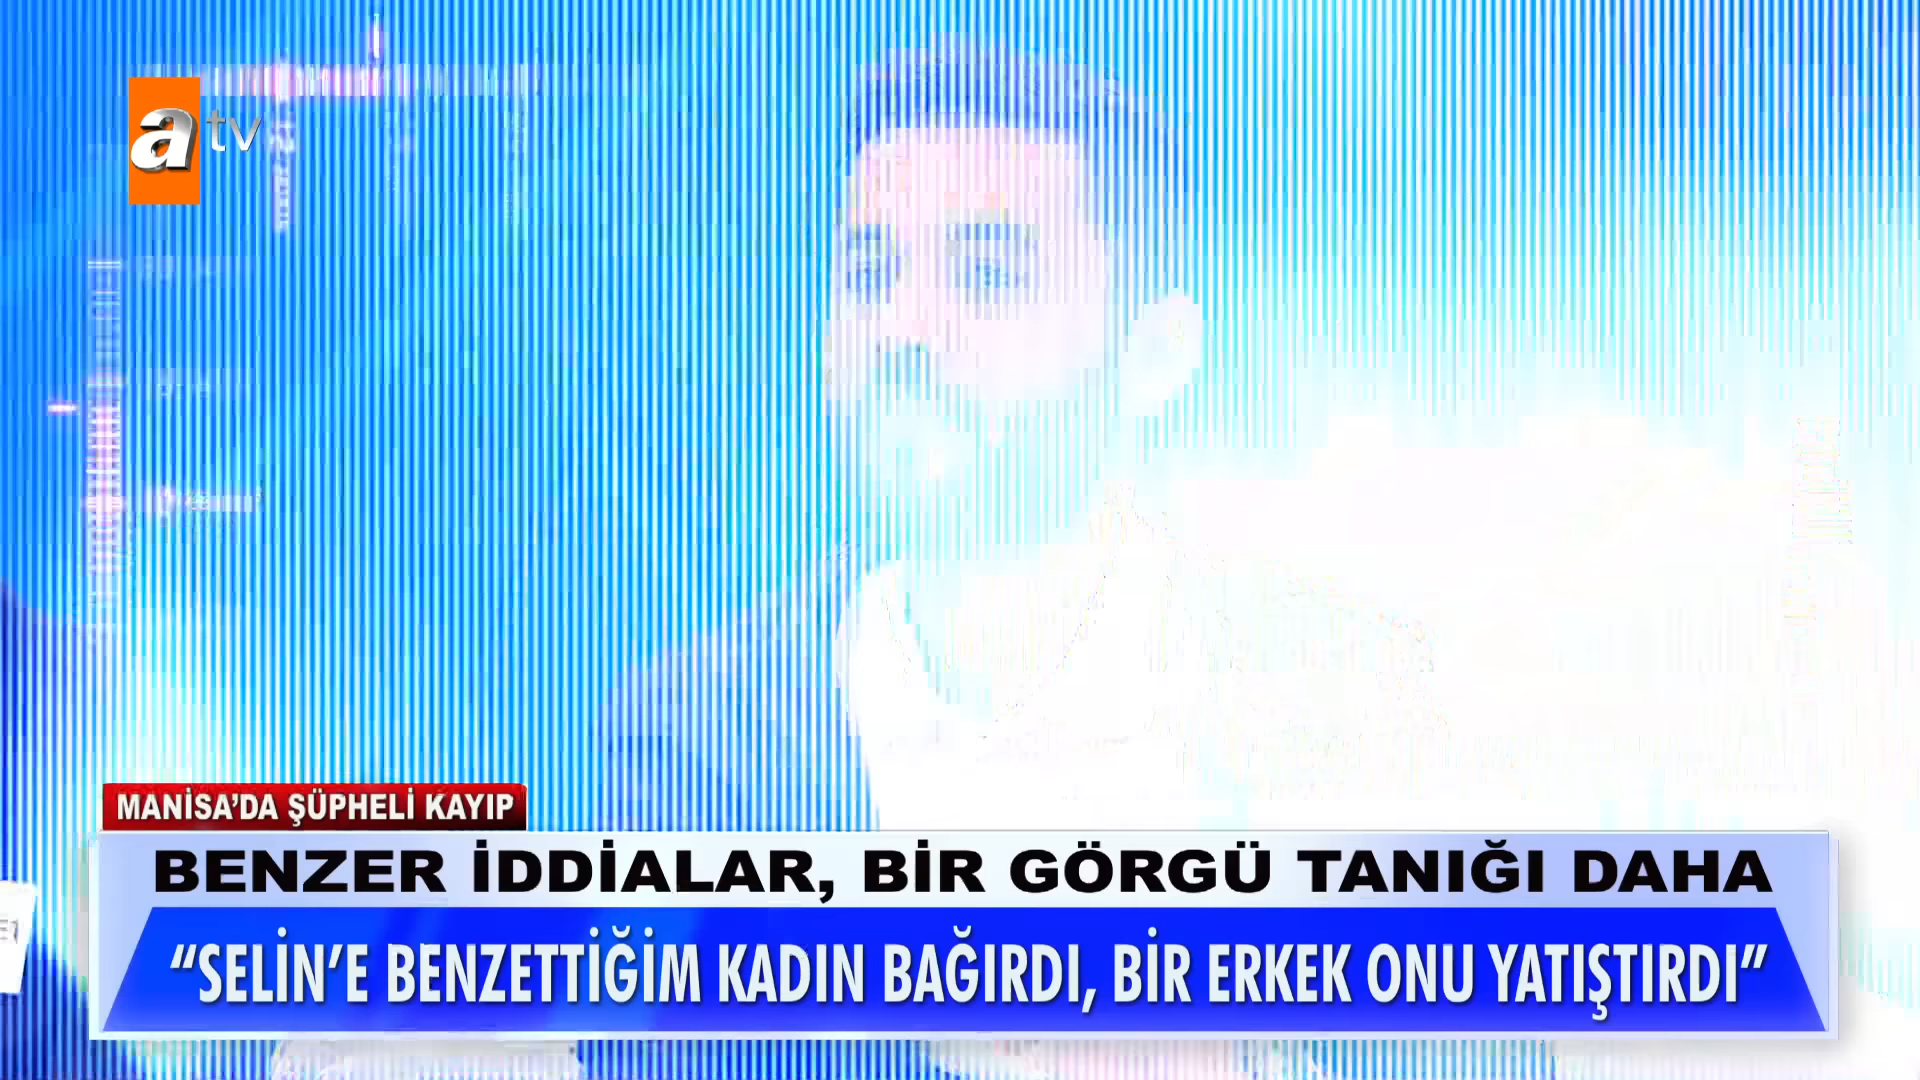 a tv
MANİSA'DA ŞÜPHELİ KAYIP
BENZER İDDİALAR, BİR GÖRGÜ TANIĞI DAHA
“SELİN'E BENZETTİĞİM KADIN BAĞIRDI, BİR ERKEK ONU YATIŞTIRDI”